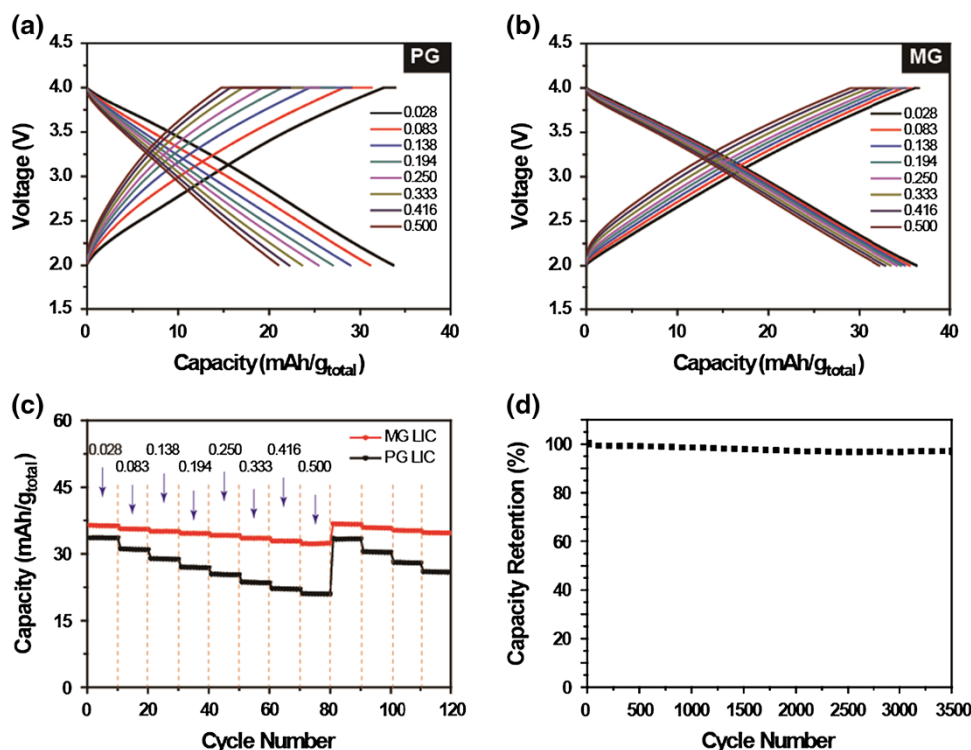 (a)
PG
Voltage (V)
4.5
4.0
3.5
3.0
2.5
2.0
1.5
0.028
0.083
0.138
0.194
0.250
0.333
0.416
0.500
0 10 20 30 40
Capacity (mAh/gtotal)
(b)
MG
Voltage (V)
4.5
4.0
3.5
3.0
2.5
2.0
1.5
0.028
0.083
0.138
0.194
0.250
0.333
0.416
0.500
0 10 20 30 40
Capacity (mAh/gtotal)
(c)
Capacity (mAh/gtotal)
60
45
30
15
0
MG LIC
PG LIC
0.028 0.138 0.250 0.416
0.083 0.194 0.333 0.500
0 20 40 60 80 100 120
Cycle Number
(d)
Capacity Retention (%)
120
100
80
60
40
20
0
0 500 1000 1500 2000 2500 3000 3500
Cycle Number